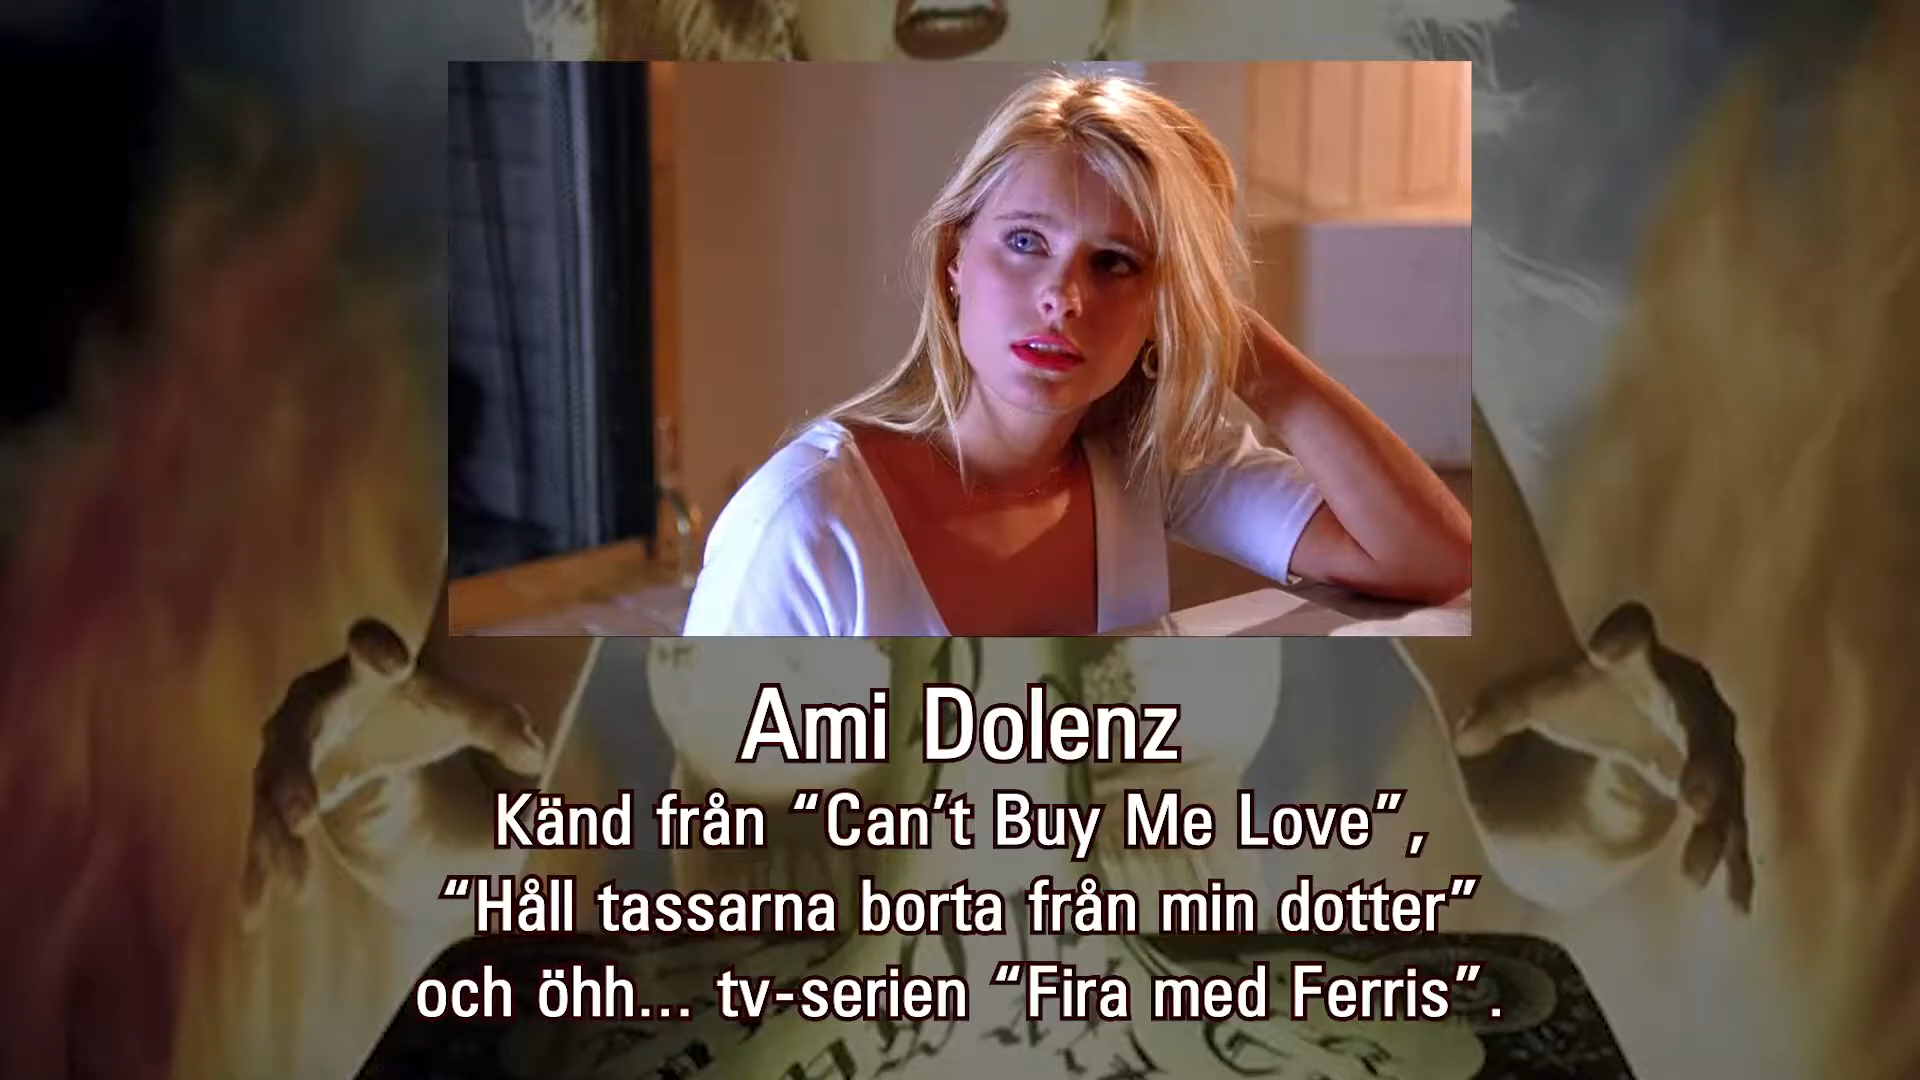 Ami Dolenz
Känd från “Can’t Buy Me Love”,
“Håll tassarna borta från min dotter”
och öhh... tv-serien “Fira med Ferris”.